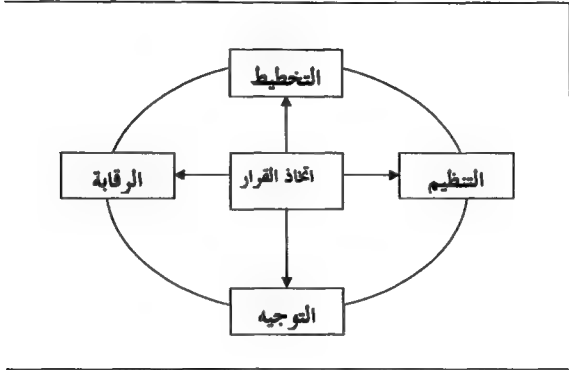 التخطيط
التنظيم
اتخاذ القرار
الرقابة
التوجيه